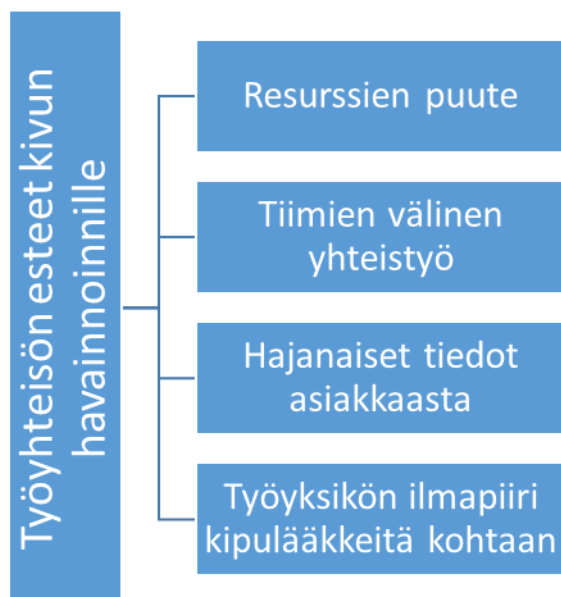 Työyhteisön esteet kivun
havainnoinnille
Resurssien puute
Tiimien välinen
yhteistyö
Hajanaiset tiedot
asiakkaasta
Työyksikön ilmapiiri
kipulääkkeitä kohtaan